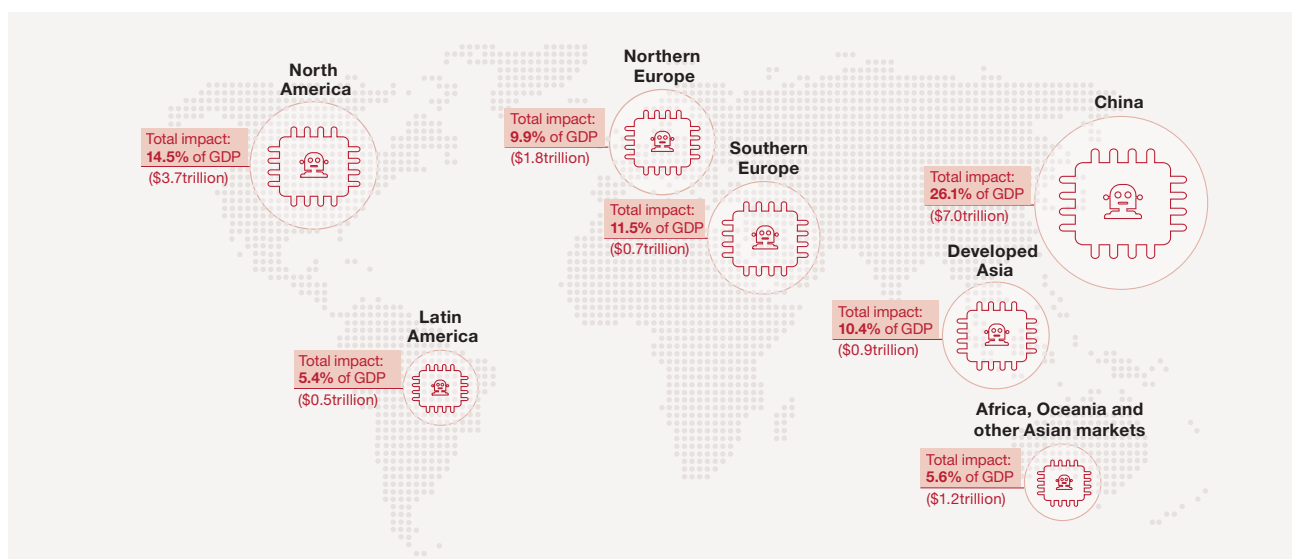 North
America
Total impact:
14.5% of GDP
($3.7trillion)
Northern
Europe
Total impact:
9.9% of GDP
($1.8trillion)
Southern
Europe
Total impact:
11.5% of GDP
($0.7trillion)
China
Total impact:
26.1% of GDP
($7.0trillion)
Developed
Asia
Total impact:
10.4% of GDP
($0.9trillion)
Latin
America
Total impact:
5.4% of GDP
($0.5trillion)
Africa, Oceania and
other Asian markets
Total impact:
5.6% of GDP
($1.2trillion)